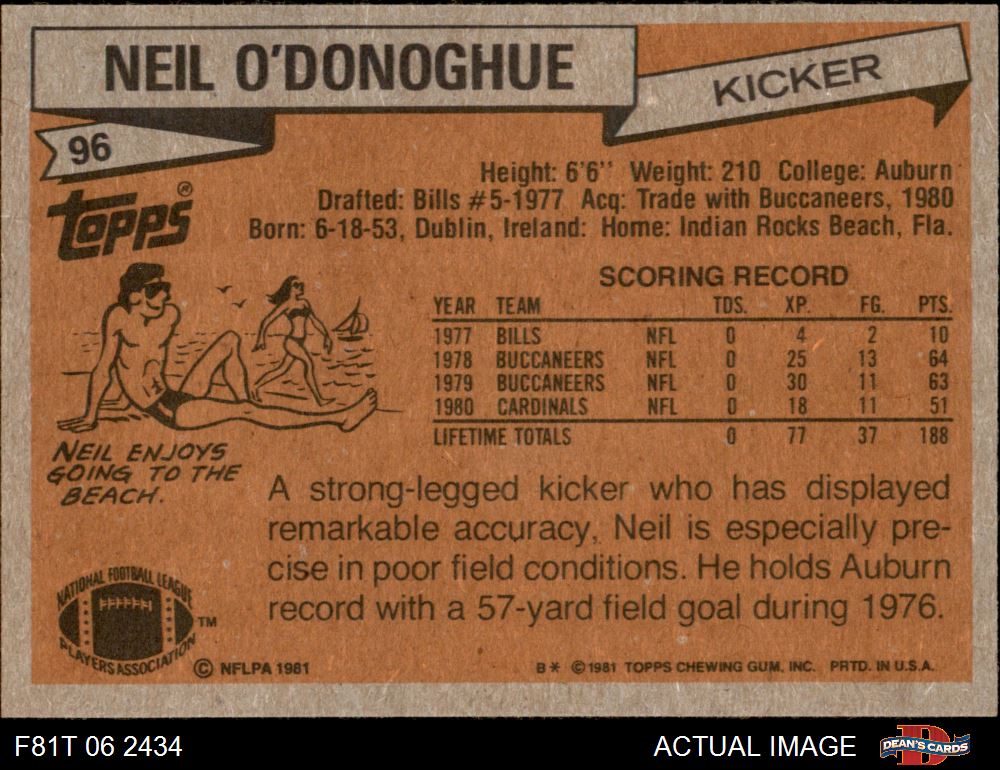 NEIL O'DONOGHUE
KICKER
96
Topps®
Height: 6'6'' Weight: 210 College: Auburn
Drafted: Bills #5-1977 Acq: Trade with Buccaneers, 1980
Born: 6-18-53, Dublin, Ireland: Home: Indian Rocks Beach, Fla.
SCORING RECORD
YEAR TEAM TDS. XP. FG. PTS.
1977 BILLS NFL 0 4 2 10
1978 BUCCANEERS NFL 0 25 13 64
1979 BUCCANEERS NFL 0 30 11 63
1980 CARDINALS NFL 0 18 11 51
LIFETIME TOTALS 0 77 37 188
NEIL ENJOYS
GOING TO THE
BEACH.
A strong-legged kicker who has displayed
remarkable accuracy, Neil is especially pre-
cise in poor field conditions. He holds Auburn
record with a 57-yard field goal during 1976.
NATIONAL FOOTBALL LEAGUE
PLAYERS ASSOCIATION
TM
© NFLPA 1981
B* ©1981 TOPPS CHEWING GUM, INC. PRTD. IN U.S.A.
F81T 06 2434
ACTUAL IMAGE
D
DEAN'S CARDS